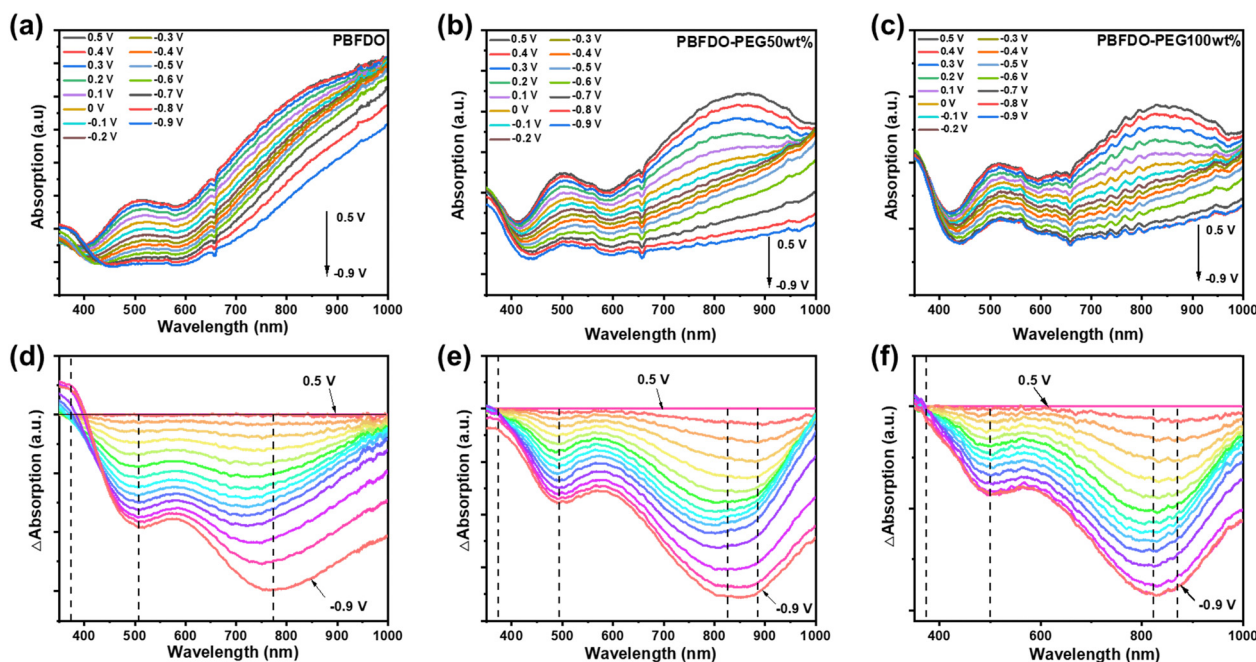 (a)
PBFDO
0.5 V -0.3 V
0.4 V -0.4 V
0.3 V -0.5 V
0.2 V -0.6 V
0.1 V -0.7 V
0 V -0.8 V
-0.1 V -0.9 V
-0.2 V
0.5 V
-0.9 V
Absorption (a.u)
400 500 600 700 800 900 1000
Wavelength (nm)
(b)
PBFDO-PEG50wt%
0.5 V -0.3 V
0.4 V -0.4 V
0.3 V -0.5 V
0.2 V -0.6 V
0.1 V -0.7 V
0 V -0.8 V
-0.1 V -0.9 V
-0.2 V
0.5 V
-0.9 V
Absorption (a.u)
400 500 600 700 800 900 1000
Wavelength (nm)
(c)
PBFDO-PEG100wt%
0.5 V -0.3 V
0.4 V -0.4 V
0.3 V -0.5 V
0.2 V -0.6 V
0.1 V -0.7 V
0 V -0.8 V
-0.1 V -0.9 V
-0.2 V
0.5 V
-0.9 V
Absorption (a.u)
400 500 600 700 800 900 1000
Wavelength (nm)
(d)
0.5 V
-0.9 V
△Absorption (a.u.)
400 500 600 700 800 900 1000
Wavelength (nm)
(e)
0.5 V
-0.9 V
△Absorption (a.u.)
400 500 600 700 800 900 1000
Wavelength (nm)
(f)
0.5 V
-0.9 V
△Absorption (a.u.)
400 600 800 1000
Wavelength (nm)